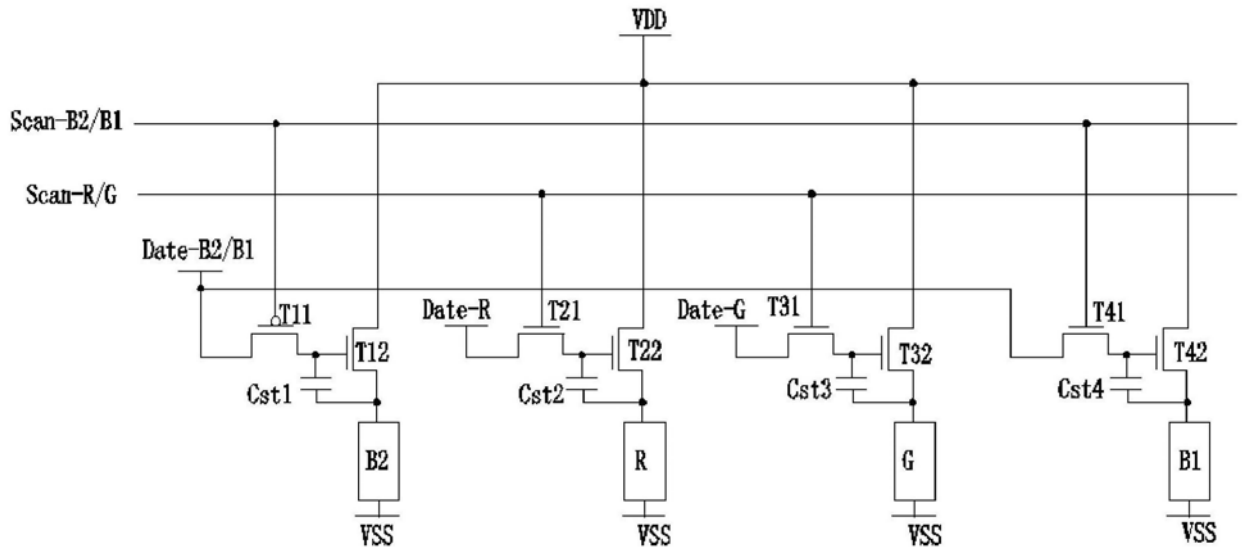 VDD
Scan-B2/B1
Scan-R/G
Date-B2/B1
T11
Date-R
T21
Date-G
T31
T41
T12
T22
T32
T42
Cst1
Cst2
Cst3
Cst4
B2
R
G
B1
VSS
VSS
VSS
VSS